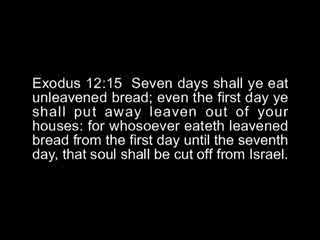 Exodus 12:15  Seven days shall ye eat
unleavened bread; even the first day ye
shall put away leaven out of your
houses: for whosoever eateth leavened
bread from the first day until the seventh
day, that soul shall be cut off from Israel.